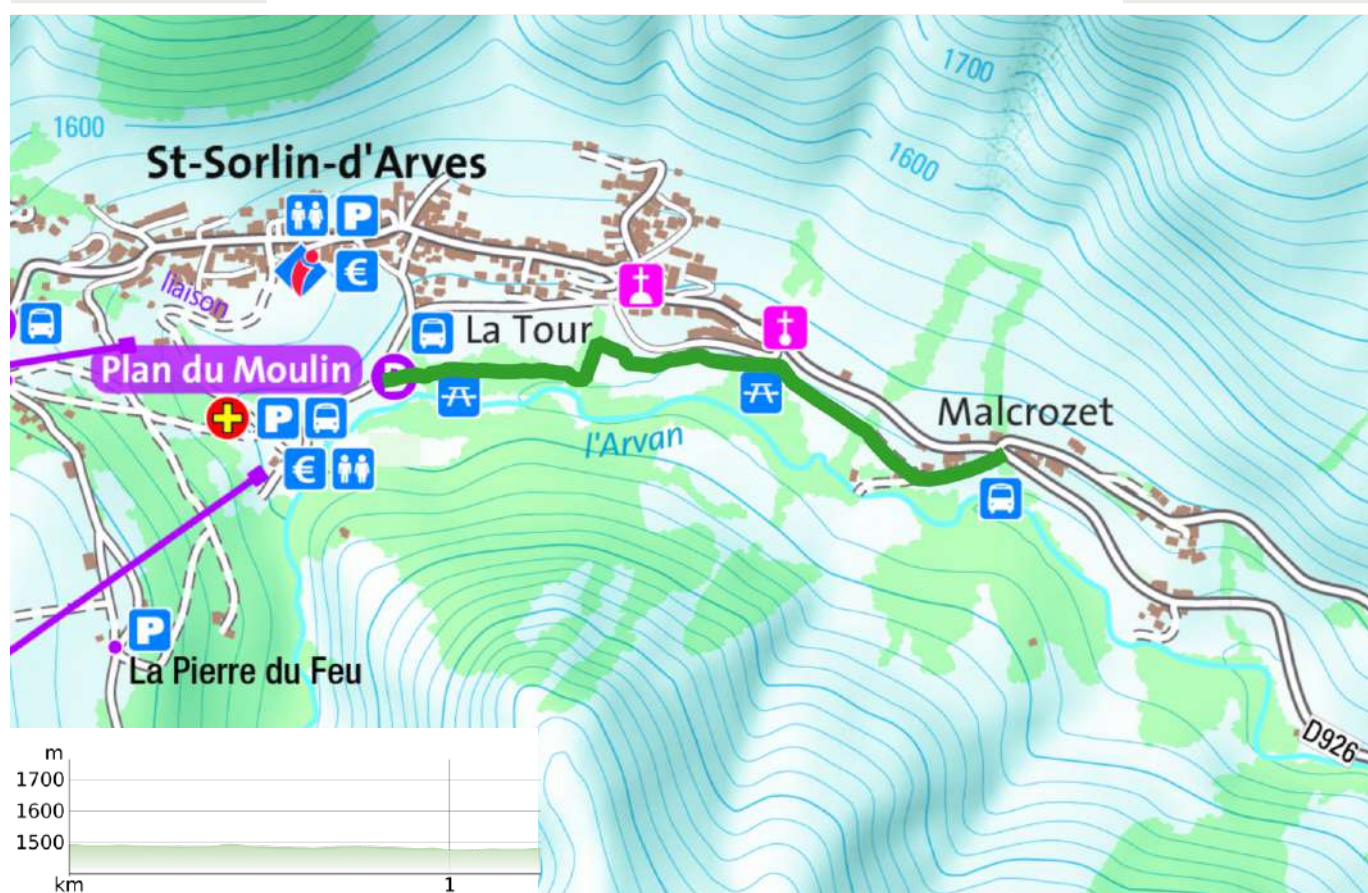 1700
1600
St-Sorlin-d'Arves
1600
P
i
€
liaison
La Tour
Plan du Moulin
D
P
€
l'Arvan
Malcrozet
P
La Pierre du Feu
D926
m
1700
1600
1500
km
1